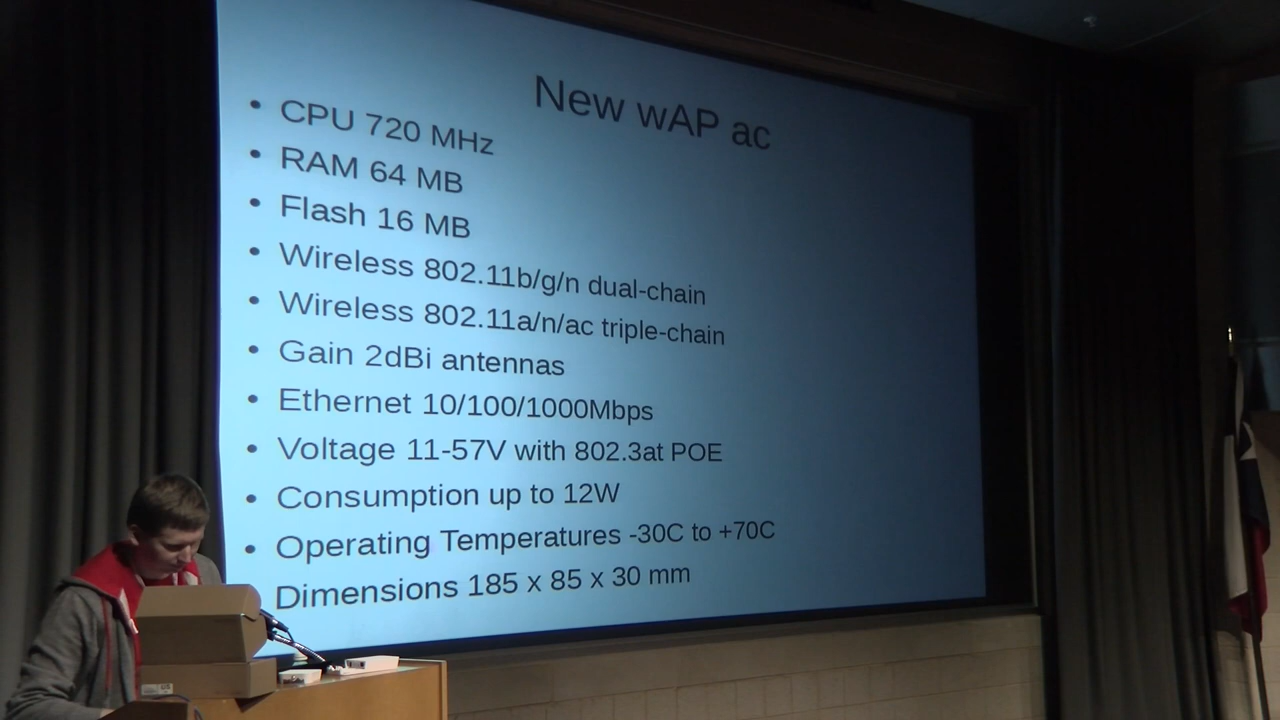 New wAP ac
• CPU 720 MHz
• RAM 64 MB
• Flash 16 MB
• Wireless 802.11b/g/n dual-chain
• Wireless 802.11a/n/ac triple-chain
• Gain 2dBi antennas
• Ethernet 10/100/1000Mbps
• Voltage 11-57V with 802.3at POE
• Consumption up to 12W
• Operating Temperatures -30C to +70C
Dimensions 185 x 85 x 30 mm